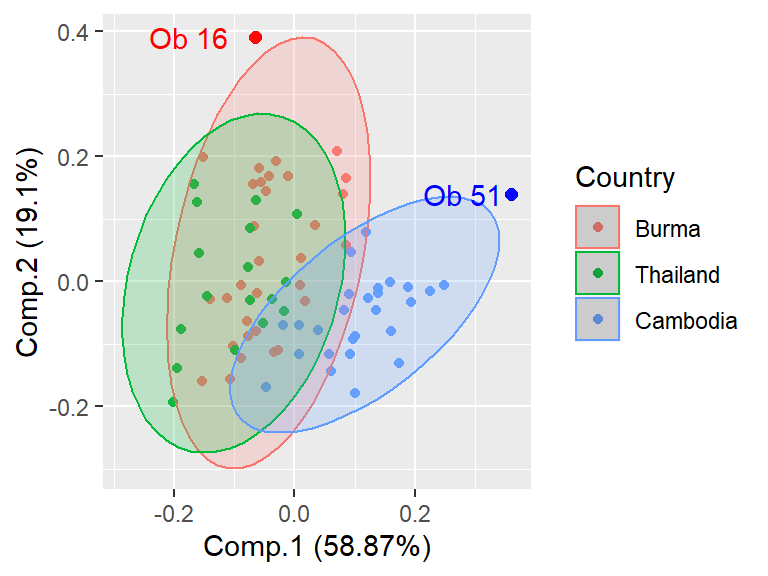 0.4
0.2
0.0
-0.2
Comp.2 (19.1%)
Ob 16
Ob 51
-0.2
0.0
0.2
Comp.1 (58.87%)
Country
Burma
Thailand
Cambodia